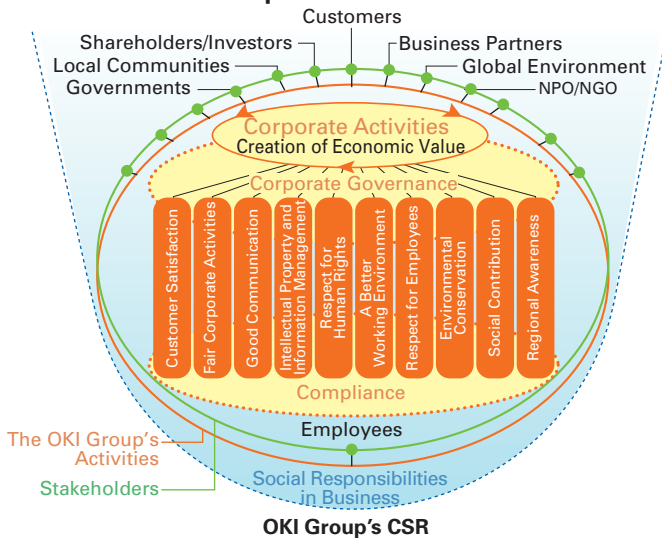 Customers
Shareholders/Investors
Business Partners
Local Communities
Global Environment
Governments
NPO/NGO
Corporate Activities
Creation of Economic Value
Corporate Governance
Customer Satisfaction
Fair Corporate Activities
Good Communication
Intellectual Property and
Information Management
Respect for
Human Rights
A Better
Working Environment
Respect for Employees
Environmental
Conservation
Social Contribution
Regional Awareness
Compliance
Employees
The OKI Group's
Activities
Stakeholders
Social Responsibilities
in Business
OKI Group's CSR